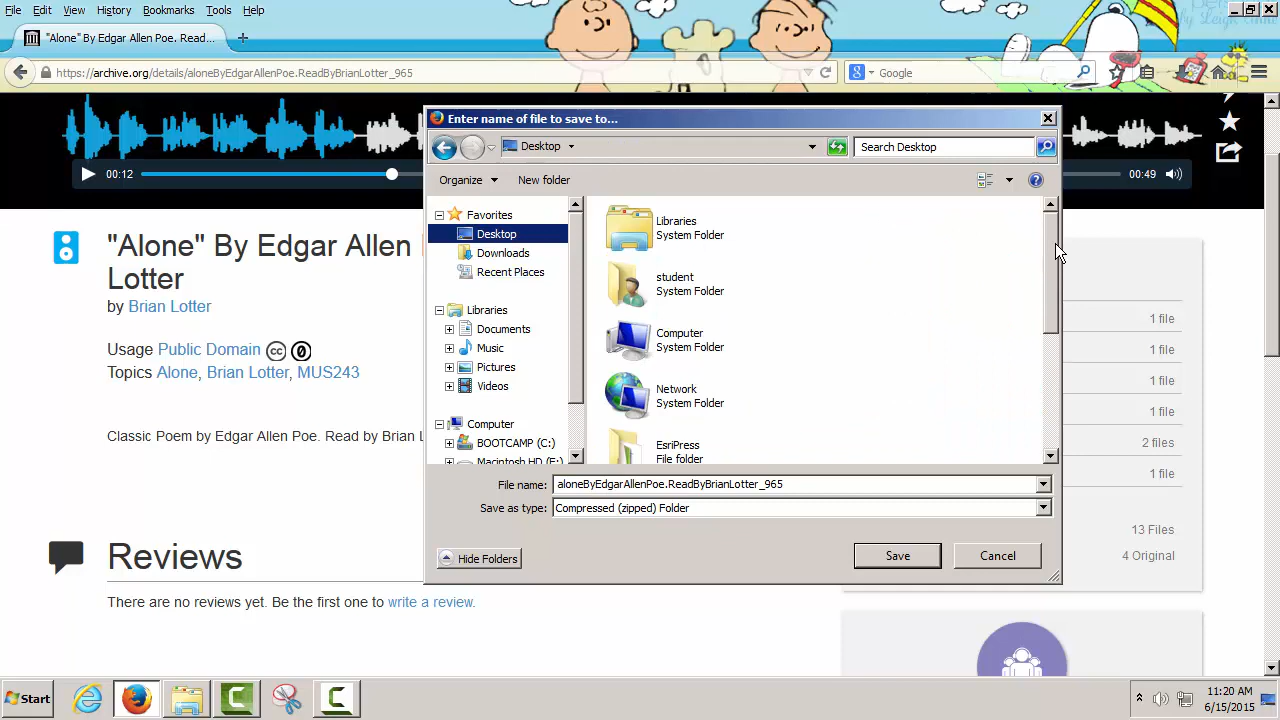 File Edit View History Bookmarks Tools Help
"Alone" By Edgar Allen Poe. Read...
https://archive.org/details/aloneByEdgarAllenPoe.ReadByBrianLotter_965
Google
by Leigh Anne
Enter name of file to save to...
Desktop
Search Desktop
Organize
New folder
00:12
00:49
Favorites
Desktop
Downloads
Recent Places
Libraries
Documents
Music
Pictures
Videos
Computer
BOOTCAMP (C:)
Macintosh HD (E:)
Libraries
System Folder
student
System Folder
Computer
System Folder
Network
System Folder
EsriPress
File folder
File name: aloneByEdgarAllenPoe.ReadByBrianLotter_965
Save as type: Compressed (zipped) Folder
Hide Folders
Save
Cancel
"Alone" By Edgar Allen
Lotter
by Brian Lotter
Usage Public Domain cc 0
Topics Alone, Brian Lotter, MUS243
Classic Poem by Edgar Allen Poe. Read by Brian L
1 file
1 file
1 file
1 file
2 files
1 file
13 Files
4 Original
Reviews
There are no reviews yet. Be the first one to write a review.
Start
11:20 AM
6/15/2015